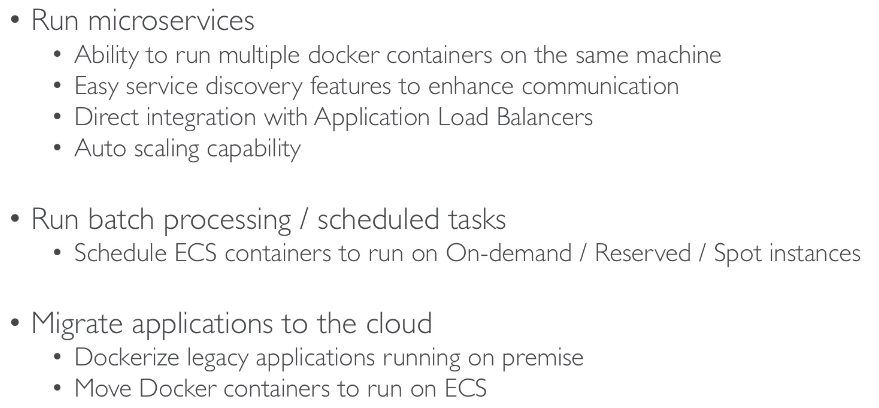 • Run microservices
• Ability to run multiple docker containers on the same machine
• Easy service discovery features to enhance communication
• Direct integration with Application Load Balancers
• Auto scaling capability
• Run batch processing / scheduled tasks
• Schedule ECS containers to run on On-demand / Reserved / Spot instances
• Migrate applications to the cloud
• Dockerize legacy applications running on premise
• Move Docker containers to run on ECS